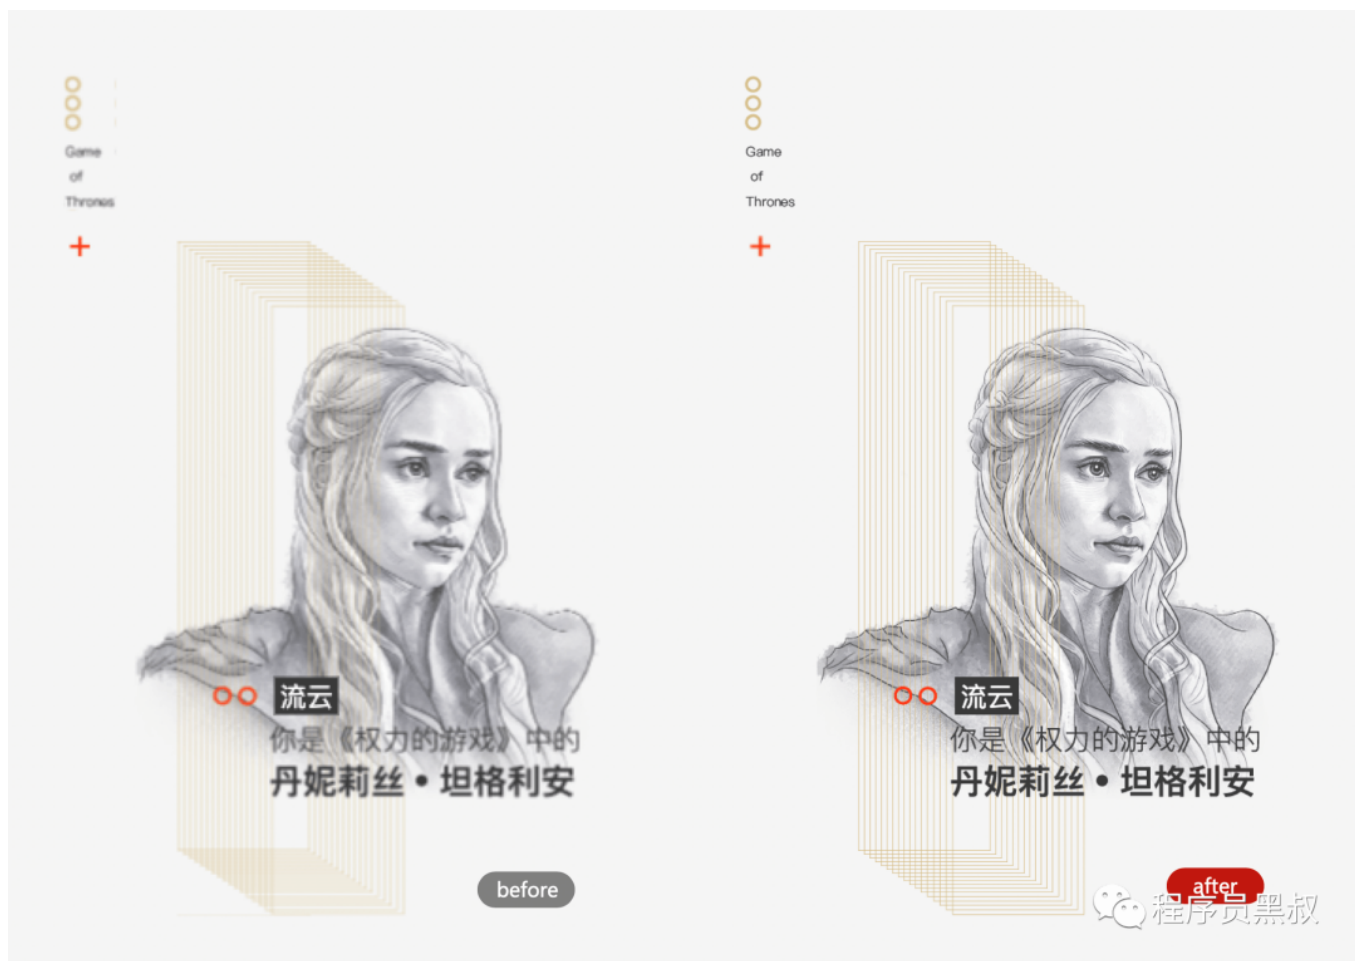 Game
of
Thrones
流云
你是《权力的游戏》中的
丹妮莉丝•坦格利安
before
Game
of
Thrones
流云
你是《权力的游戏》中的
丹妮莉丝•坦格利安
after
程序员黑叔